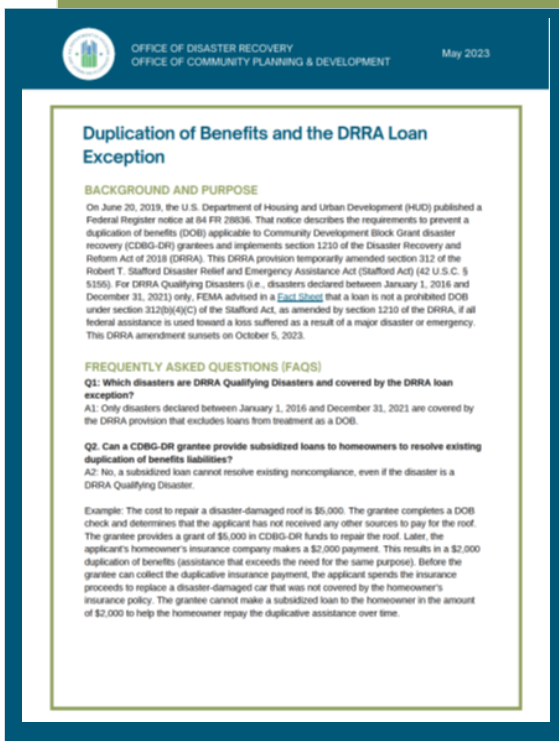 OFFICE OF DISASTER RECOVERY
OFFICE OF COMMUNITY PLANNING & DEVELOPMENT
May 2023
Duplication of Benefits and the DRRA Loan
Exception
BACKGROUND AND PURPOSE
On June 20, 2019, the U.S. Department of Housing and Urban Development (HUD) published a
Federal Register notice at 84 FR 28836. That notice describes the requirements to prevent a
duplication of benefits (DOB) applicable to Community Development Block Grant disaster
recovery (CDBG-DR) grantees and implements section 1210 of the Disaster Recovery and
Reform Act of 2018 (DRRA). This DRRA provision temporarily amended section 312 of the
Robert T. Stafford Disaster Relief and Emergency Assistance Act (Stafford Act) (42 U.S.C. §
5155). For DRRA Qualifying Disasters (i.e., disasters declared between January 1, 2016 and
December 31, 2021) only, FEMA advised in a Fact Sheet that a loan is not a prohibited DOB
under section 312(b)(4)(C) of the Stafford Act, as amended by section 1210 of the DRRA, if all
federal assistance is used toward a loss suffered as a result of a major disaster or emergency.
This DRRA amendment sunsets on October 5, 2023.
FREQUENTLY ASKED QUESTIONS (FAQS)
Q1: Which disasters are DRRA Qualifying Disasters and covered by the DRRA loan
exception?
A1: Only disasters declared between January 1, 2016 and December 31, 2021 are covered by
the DRRA provision that excludes loans from treatment as a DOB.
Q2. Can a CDBG-DR grantee provide subsidized loans to homeowners to resolve existing
duplication of benefits liabilities?
A2: No, a subsidized loan cannot resolve existing noncompliance, even if the disaster is a
DRRA Qualifying Disaster.
Example: The cost to repair a disaster-damaged roof is $5,000. The grantee completes a DOB
check and determines that the applicant has not received any other sources to pay for the roof.
The grantee provides a grant of $5,000 in CDBG-DR funds to repair the roof. Later, the
applicant's homeowner's insurance company makes a $2,000 payment. This results in a $2,000
duplication of benefits (assistance that exceeds the need for the same purpose). Before the
grantee can collect the duplicative insurance payment, the applicant spends the insurance
proceeds to replace a disaster-damaged car that was not covered by the homeowner's
insurance policy. The grantee cannot make a subsidized loan to the homeowner in the amount
of $2,000 to help the homeowner repay the duplicative assistance over time.